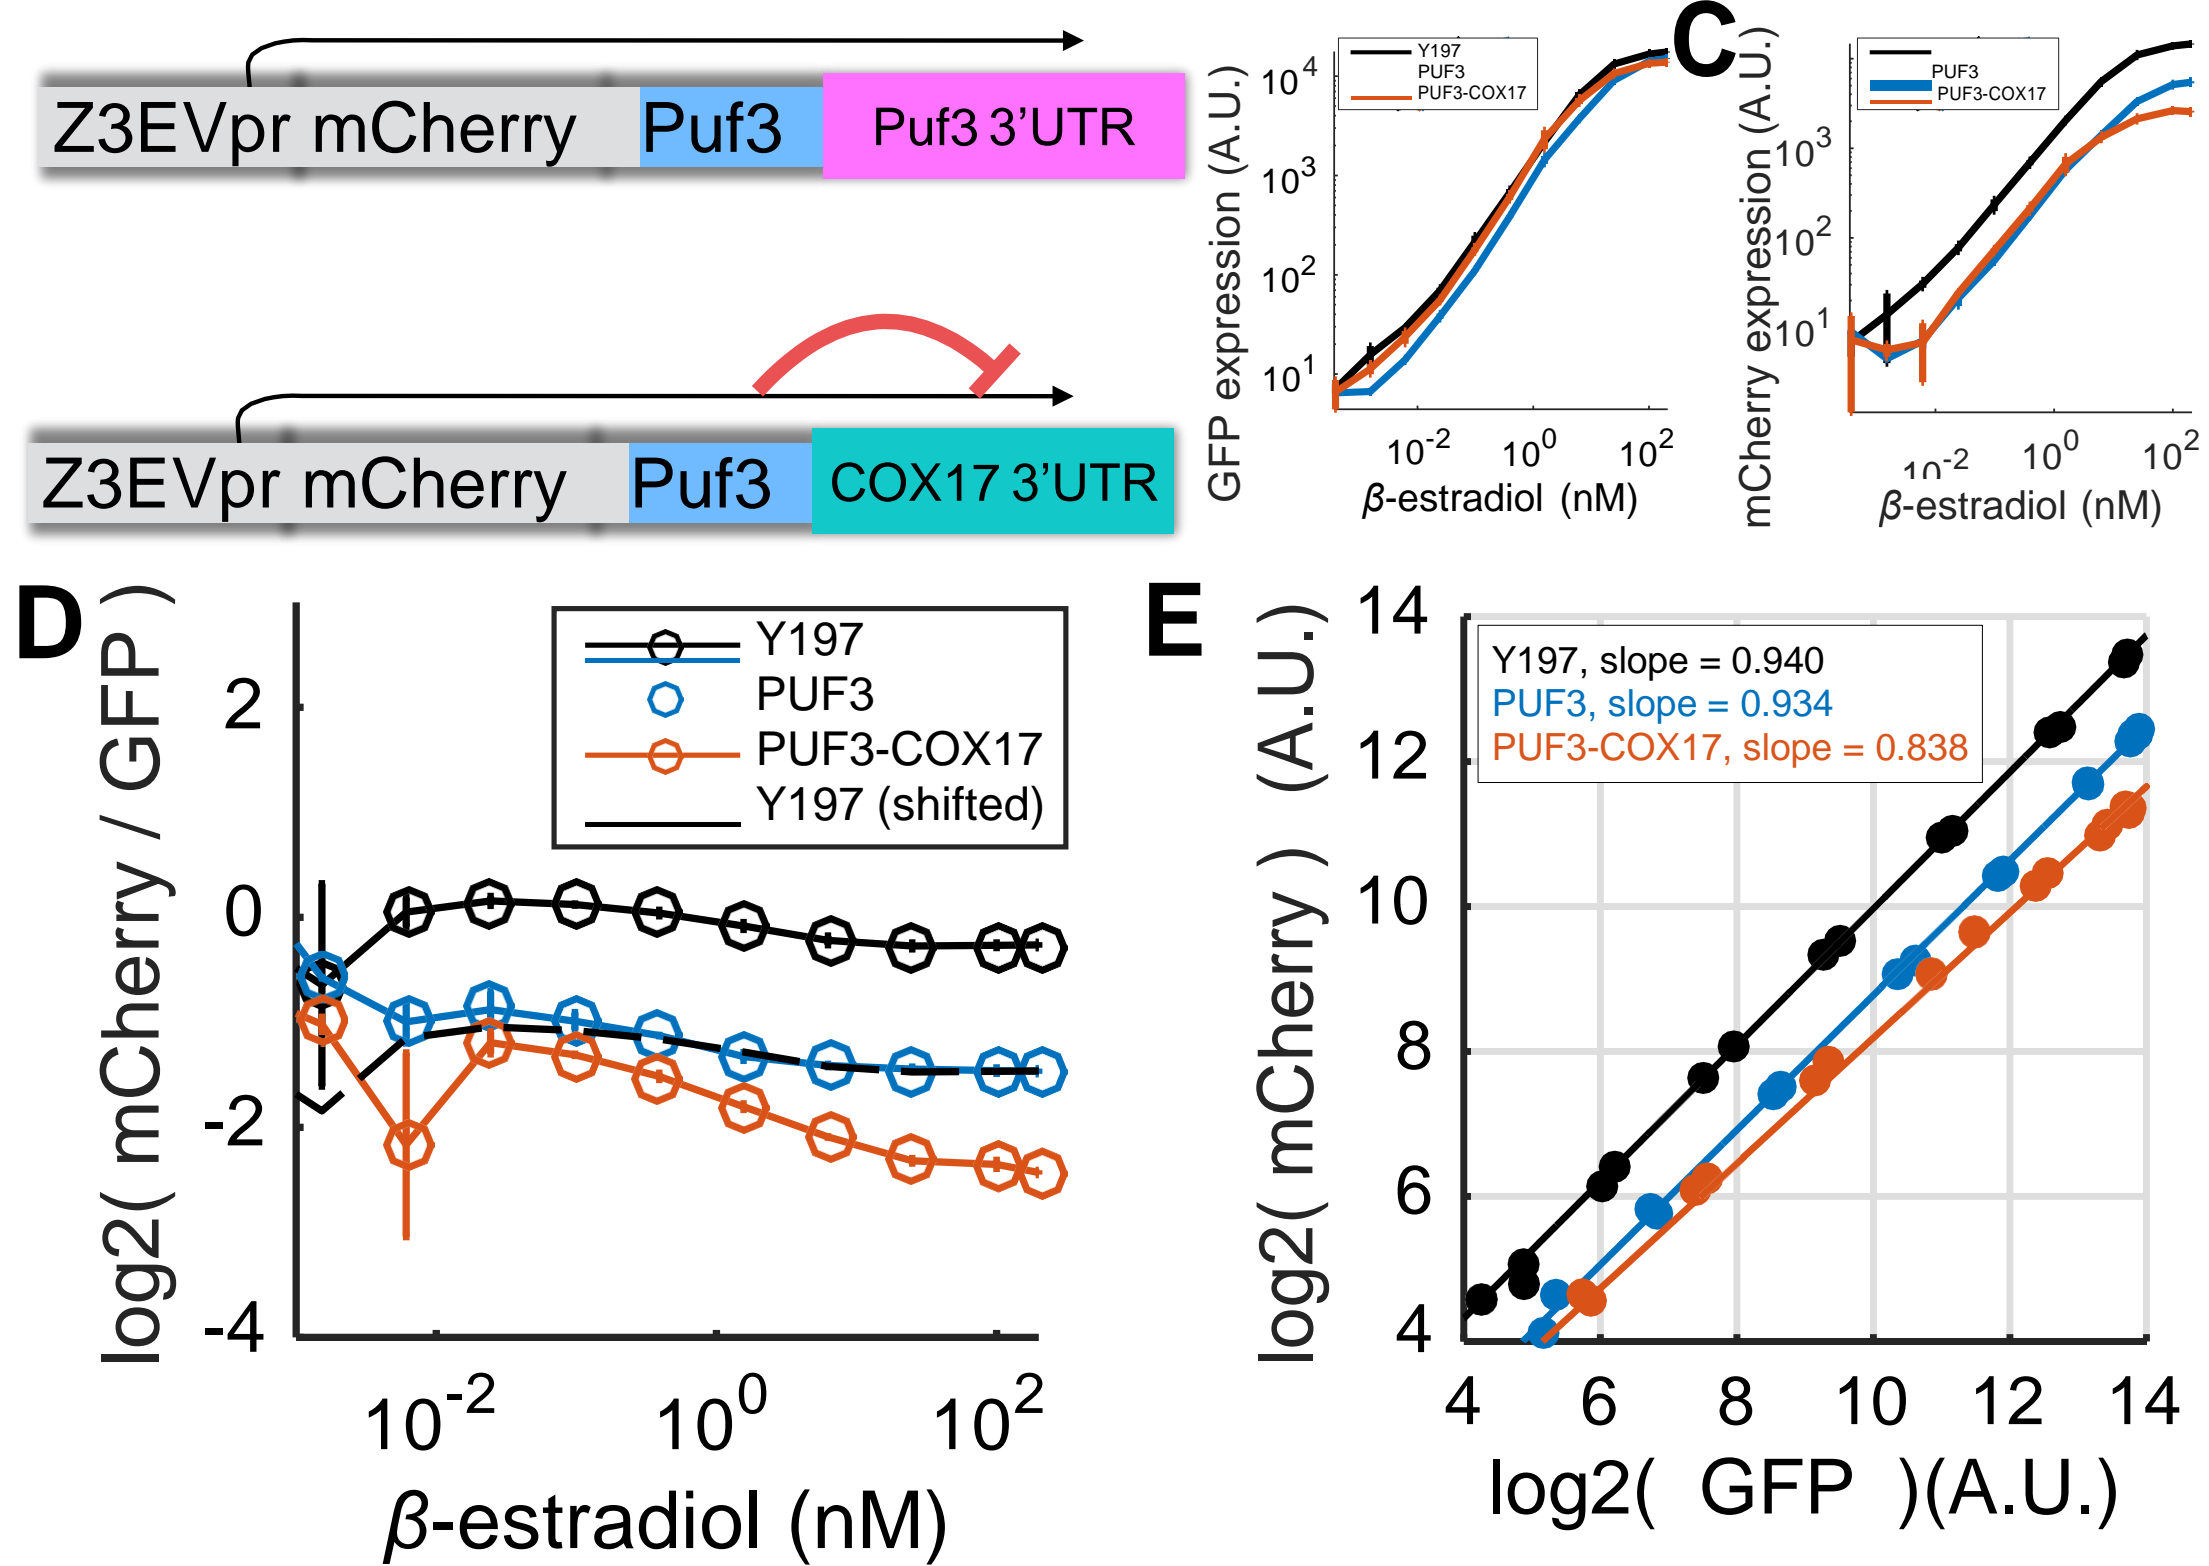 Z3EVpr mCherry Puf3 Puf3 3'UTR
Z3EVpr mCherry Puf3 COX17 3'UTR
GFP expression (A.U.)
10^4
10^3
10^2
10^1
Y197
PUF3
PUF3-COX17
10^-2 10^0 10^2
β-estradiol (nM)
C
mCherry expression (A.U.)
10^3
10^2
10^1
PUF3
PUF3-COX17
10^-2 10^0 10^2
β-estradiol (nM)
D
log2( mCherry / GFP )
2
0
-2
-4
Y197
PUF3
PUF3-COX17
Y197 (shifted)
10^-2 10^0 10^2
β-estradiol (nM)
E
log2( mCherry ) (A.U.)
14
12
10
8
6
4
Y197, slope = 0.940
PUF3, slope = 0.934
PUF3-COX17, slope = 0.838
4 6 8 10 12 14
log2( GFP )(A.U.)